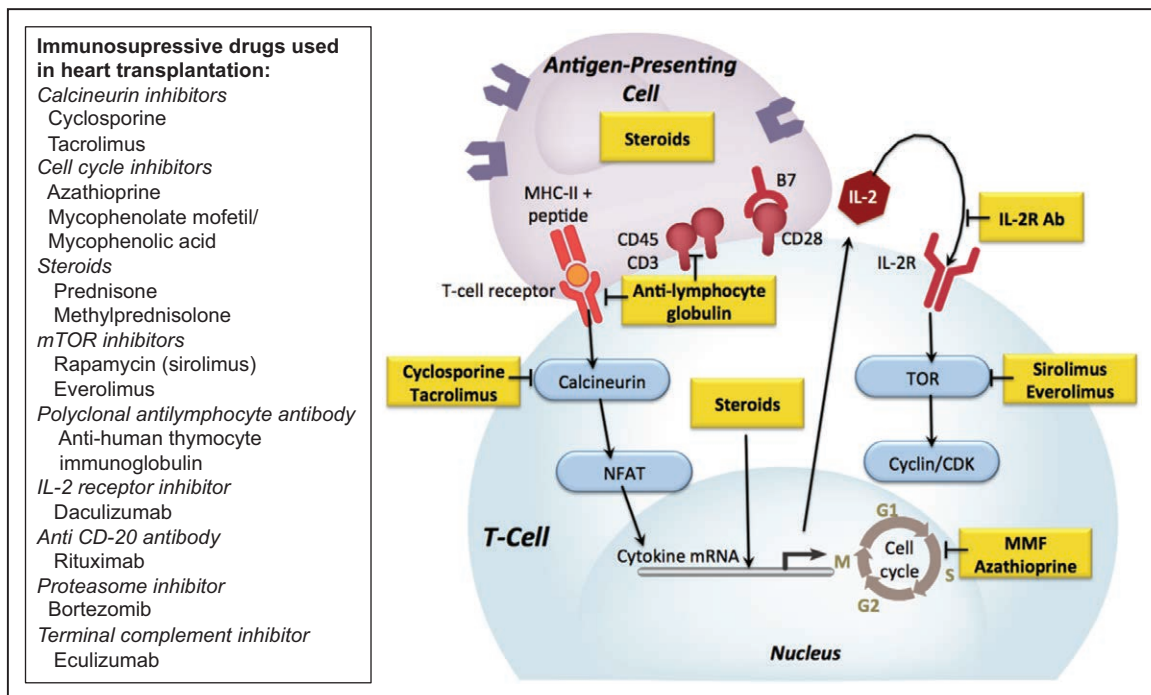 Immunosupressive drugs used
in heart transplantation:
Calcineurin inhibitors
Cyclosporine
Tacrolimus
Cell cycle inhibitors
Azathioprine
Mycophenolate mofetil/
Mycophenolic acid
Steroids
Prednisone
Methylprednisolone
mTOR inhibitors
Rapamycin (sirolimus)
Everolimus
Polyclonal antilymphocyte antibody
Anti-human thymocyte
immunoglobulin
IL-2 receptor inhibitor
Daculizumab
Anti CD-20 antibody
Rituximab
Proteasome inhibitor
Bortezomib
Terminal complement inhibitor
Eculizumab
Antigen-Presenting
Cell
Steroids
MHC-II +
peptide
B7
CD45
CD3
CD28
T-cell receptor
Anti-lymphocyte
globulin
IL-2
IL-2R Ab
IL-2R
Cyclosporine
Tacrolimus
Calcineurin
Steroids
TOR
Sirolimus
Everolimus
NFAT
Cyclin/CDK
T-Cell
Cytokine mRNA
G1
M
Cell
cycle
S
G2
MMF
Azathioprine
Nucleus